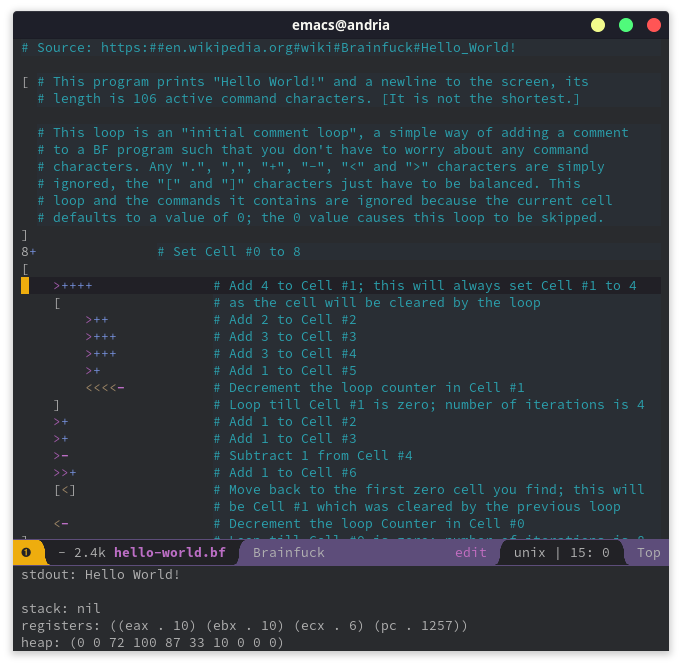 emacs@andria
# Source: https:##en.wikipedia.org#wiki#Brainfuck#Hello_World!
[ # This program prints "Hello World!" and a newline to the screen, its
# length is 106 active command characters. [It is not the shortest.]
# This loop is an "initial comment loop", a simple way of adding a comment
# to a BF program such that you don't have to worry about any command
# characters. Any ".", ",", "+", "-", "<" and ">" characters are simply
# ignored, the "[" and "]" characters just have to be balanced. This
# loop and the commands it contains are ignored because the current cell
# defaults to a value of 0; the 0 value causes this loop to be skipped.
]
8+ # Set Cell #0 to 8
[
>++++ # Add 4 to Cell #1; this will always set Cell #1 to 4
[ # as the cell will be cleared by the loop
>++ # Add 2 to Cell #2
>+++ # Add 3 to Cell #3
>+++ # Add 3 to Cell #4
>+ # Add 1 to Cell #5
<<<<- # Decrement the loop counter in Cell #1
] # Loop till Cell #1 is zero; number of iterations is 4
>+ # Add 1 to Cell #2
>+ # Add 1 to Cell #3
>- # Subtract 1 from Cell #4
>>+ # Add 1 to Cell #6
[<] # Move back to the first zero cell you find; this will
# be Cell #1 which was cleared by the previous loop
<- # Decrement the loop Counter in Cell #0
] # Loop till Cell #0 is zero; number of iterations is 8
❶ - 2.4k hello-world.bf Brainfuck edit unix | 15: 0 Top
stdout: Hello World!
stack: nil
registers: ((eax . 10) (ebx . 10) (ecx . 6) (pc . 1257))
heap: (0 0 72 100 87 33 10 0 0 0)